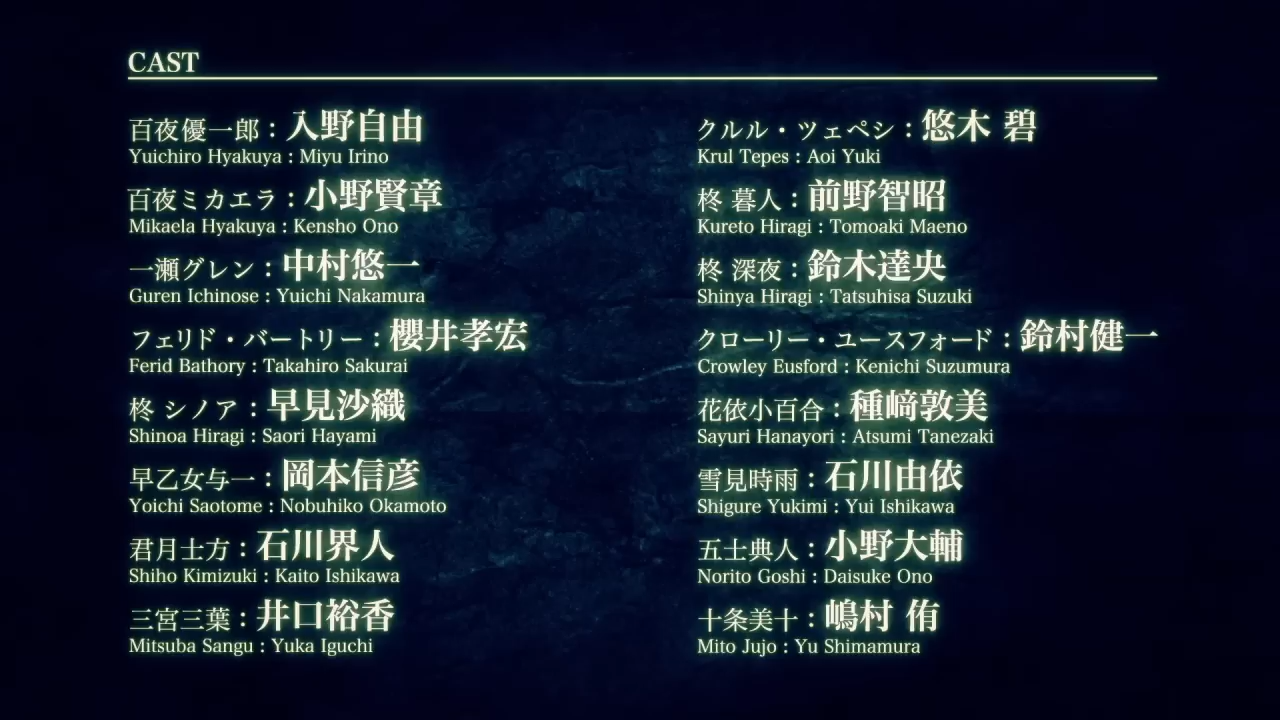 CAST
百夜優一郎：入野自由
Yuichiro Hyakuya : Miyu Irino
百夜ミカエラ：小野賢章
Mikaela Hyakuya : Kensho Ono
一瀬グレン：中村悠一
Guren Ichinose : Yuichi Nakamura
フェリド・バートリー：櫻井孝宏
Ferid Bathory : Takahiro Sakurai
柊 シノア：早見沙織
Shinoa Hiragi : Saori Hayami
早乙女与一：岡本信彦
Yoichi Saotome : Nobuhiko Okamoto
君月士方：石川界人
Shiho Kimizuki : Kaito Ishikawa
三宮三葉：井口裕香
Mitsuba Sangu : Yuka Iguchi
クルル・ツェペシ：悠木 碧
Krul Tepes : Aoi Yuki
柊 暮人：前野智昭
Kureto Hiragi : Tomoaki Maeno
柊 深夜：鈴木達央
Shinya Hiragi : Tatsuhisa Suzuki
クローリー・ユースフォード：鈴村健一
Crowley Eusford : Kenichi Suzumura
花依小百合：種﨑敦美
Sayuri Hanayori : Atsumi Tanezaki
雪見時雨：石川由依
Shigure Yukimi : Yui Ishikawa
五士典人：小野大輔
Norito Goshi : Daisuke Ono
十条美十：嶋村 侑
Mito Jujo : Yu Shimamura